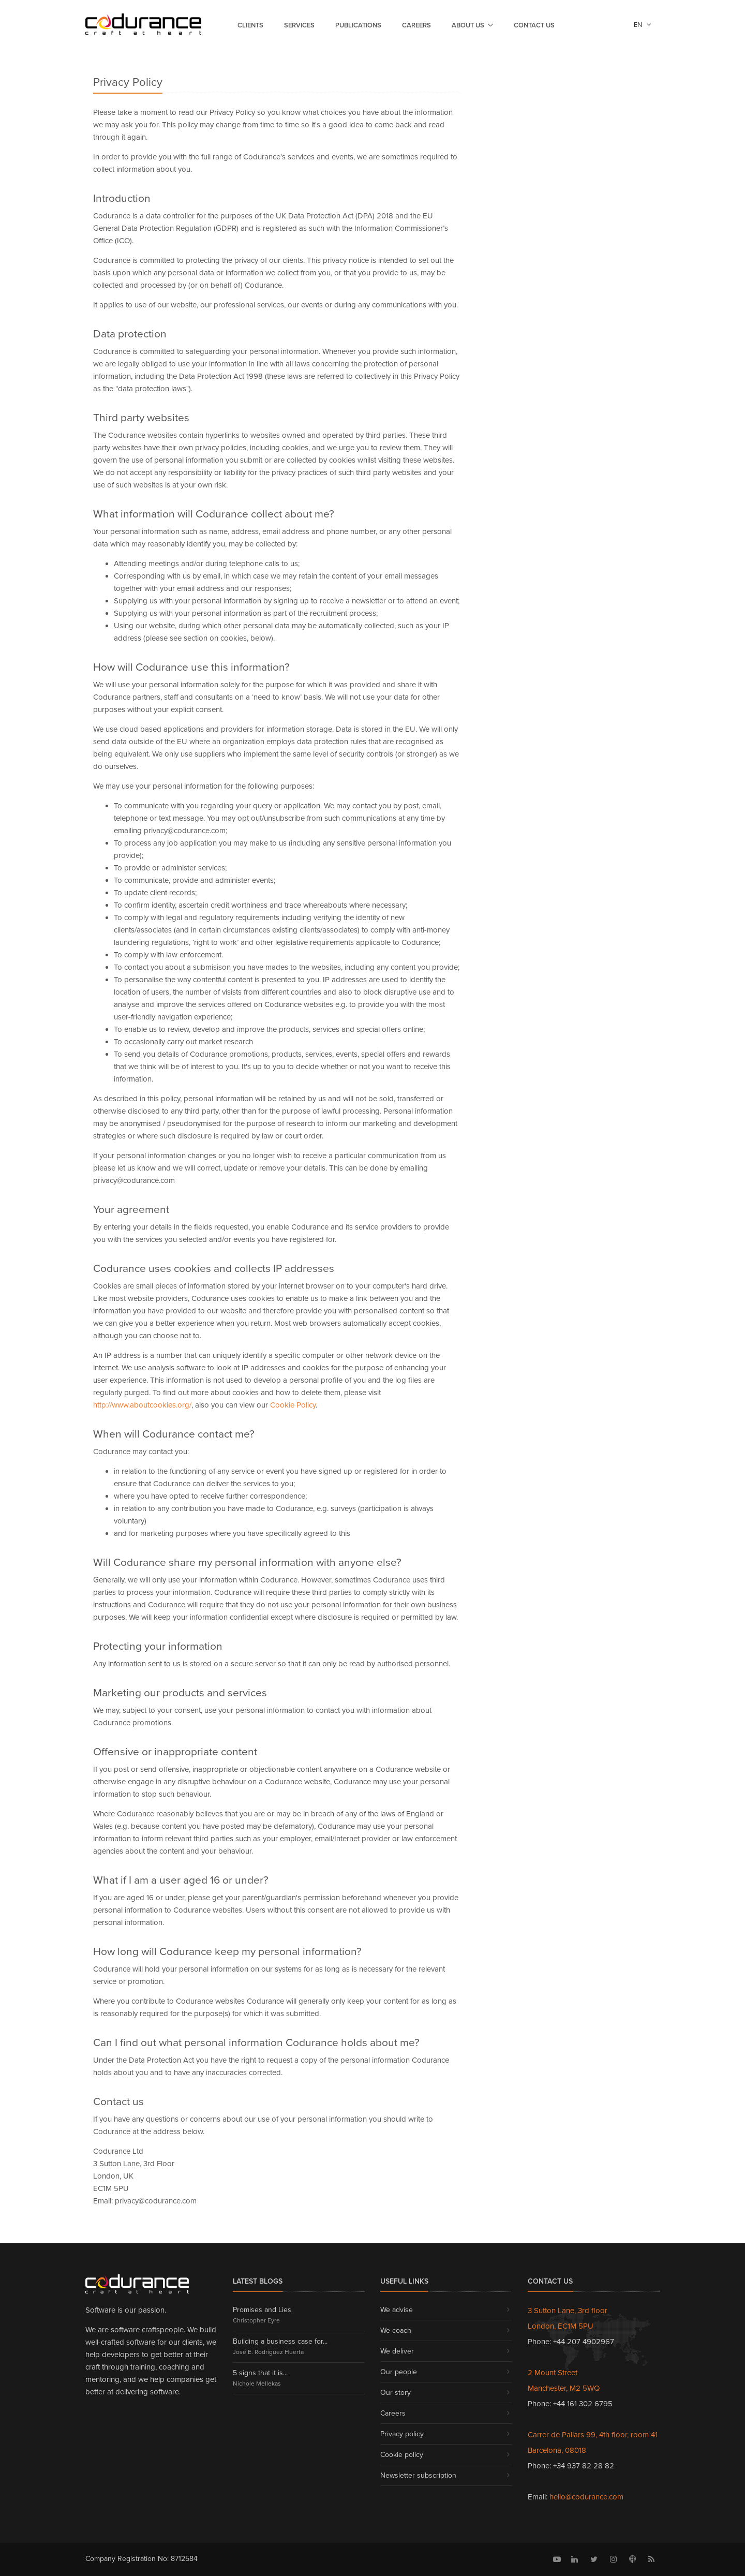 codurance
craft at heart
CLIENTS SERVICES PUBLICATIONS CAREERS ABOUT US CONTACT US EN
Privacy Policy
Please take a moment to read our Privacy Policy so you know what choices you have about the information
we may ask you for. This policy may change from time to time so it's a good idea to come back and read
through it again.
In order to provide you with the full range of Codurance's services and events, we are sometimes required to
collect information about you.
Introduction
Codurance is a data controller for the purposes of the UK Data Protection Act (DPA) 2018 and the EU
General Data Protection Regulation (GDPR) and is registered as such with the Information Commissioner's
Office (ICO).
Codurance is committed to protecting the privacy of our clients. This privacy notice is intended to set out the
basis upon which any personal data or information we collect from you, or that you provide to us, may be
collected and processed by (or on behalf of) Codurance.
It applies to use of our website, our professional services, our events or during any communications with you.
Data protection
Codurance is committed to safeguarding your personal information. Whenever you provide such information,
we are legally obliged to use your information in line with all laws concerning the protection of personal
information, including the Data Protection Act 1998 (these laws are referred to collectively in this Privacy Policy
as the "data protection laws").
Third party websites
The Codurance websites contain hyperlinks to websites owned and operated by third parties. These third
party websites have their own privacy policies, including cookies, and we urge you to review them. They will
govern the use of personal information you submit or are collected by cookies whilst visiting these websites.
We do not accept any responsibility or liability for the privacy practices of such third party websites and your
use of such websites is at your own risk.
What information will Codurance collect about me?
Your personal information such as name, address, email address and phone number, or any other personal
data which may reasonably identify you, may be collected by:
• Attending meetings and/or during telephone calls to us;
• Corresponding with us by email, in which case we may retain the content of your email messages
together with your email address and our responses;
• Supplying us with your personal information by signing up to receive a newsletter or to attend an event;
• Supplying us with your personal information as part of the recruitment process;
• Using our website, during which other personal data may be automatically collected, such as your IP
address (please see section on cookies, below).
How will Codurance use this information?
We will use your personal information solely for the purpose for which it was provided and share it with
Codurance partners, staff and consultants on a 'need to know' basis. We will not use your data for other
purposes without your explicit consent.
We use cloud based applications and providers for information storage. Data is stored in the EU. We will only
send data outside of the EU where an organization employs data protection rules that are recognised as
being equivalent. We only use suppliers who implement the same level of security controls (or stronger) as we
do ourselves.
We may use your personal information for the following purposes:
• To communicate with you regarding your query or application. We may contact you by post, email,
telephone or text message. You may opt out/unsubscribe from such communications at any time by
emailing privacy@codurance.com;
• To process any job application you may make to us (including any sensitive personal information you
provide);
• To provide or administer services;
• To communicate, provide and administer events;
• To update client records;
• To confirm identity, ascertain credit worthiness and trace whereabouts where necessary;
• To comply with legal and regulatory requirements including verifying the identity of new
clients/associates (and in certain circumstances existing clients/associates) to comply with anti-money
laundering regulations, 'right to work' and other legislative requirements applicable to Codurance;
• To comply with law enforcement.
• To contact you about a submisison you have mades to the websites, including any content you provide;
• To personalise the way contentful content is presented to you. IP addresses are used to identify the
location of users, the number of visists from different countries and also to block disruptive use and to
analyse and improve the services offered on Codurance websites e.g. to provide you with the most
user-friendly navigation experience;
• To enable us to review, develop and improve the products, services and special offers online;
• To occasionally carry out market research
• To send you details of Codurance promotions, products, services, events, special offers and rewards
that we think will be of interest to you. It's up to you to decide whether or not you want to receive this
information.
As described in this policy, personal information will be retained by us and will not be sold, transferred or
otherwise disclosed to any third party, other than for the purpose of lawful processing. Personal information
may be anonymised / pseudonymised for the purpose of research to inform our marketing and development
strategies or where such disclosure is required by law or court order.
If your personal information changes or you no longer wish to receive a particular communication from us
please let us know and we will correct, update or remove your details. This can be done by emailing
privacy@codurance.com
Your agreement
By entering your details in the fields requested, you enable Codurance and its service providers to provide
you with the services you selected and/or events you have registered for.
Codurance uses cookies and collects IP addresses
Cookies are small pieces of information stored by your internet browser on to your computer's hard drive.
Like most website providers, Codurance uses cookies to enable us to make a link between you and the
information you have provided to our website and therefore provide you with personalised content so that
we can give you a better experience when you return. Most web browsers automatically accept cookies,
although you can choose not to.
An IP address is a number that can uniquely identify a specific computer or other network device on the
internet. We use analysis software to look at IP addresses and cookies for the purpose of enhancing your
user experience. This information is not used to develop a personal profile of you and the log files are
regularly purged. To find out more about cookies and how to delete them, please visit
http://www.aboutcookies.org/, also you can view our Cookie Policy.
When will Codurance contact me?
Codurance may contact you:
• in relation to the functioning of any service or event you have signed up or registered for in order to
ensure that Codurance can deliver the services to you;
• where you have opted to receive further correspondence;
• in relation to any contribution you have made to Codurance, e.g. surveys (participation is always
voluntary)
• and for marketing purposes where you have specifically agreed to this
Will Codurance share my personal information with anyone else?
Generally, we will only use your information within Codurance. However, sometimes Codurance uses third
parties to process your information. Codurance will require these third parties to comply strictly with its
instructions and Codurance will require that they do not use your personal information for their own business
purposes. We will keep your information confidential except where disclosure is required or permitted by law.
Protecting your information
Any information sent to us is stored on a secure server so that it can only be read by authorised personnel.
Marketing our products and services
We may, subject to your consent, use your personal information to contact you with information about
Codurance promotions.
Offensive or inappropriate content
If you post or send offensive, inappropriate or objectionable content anywhere on a Codurance website or
otherwise engage in any disruptive behaviour on a Codurance website, Codurance may use your personal
information to stop such behaviour.
Where Codurance reasonably believes that you are or may be in breach of any of the laws of England or
Wales (e.g. because content you have posted may be defamatory), Codurance may use your personal
information to inform relevant third parties such as your employer, email/Internet provider or law enforcement
agencies about the content and your behaviour.
What if I am a user aged 16 or under?
If you are aged 16 or under, please get your parent/guardian's permission beforehand whenever you provide
personal information to Codurance websites. Users without this consent are not allowed to provide us with
personal information.
How long will Codurance keep my personal information?
Codurance will hold your personal information on our systems for as long as is necessary for the relevant
service or promotion.
Where you contribute to Codurance websites Codurance will generally only keep your content for as long as
is reasonably required for the purpose(s) for which it was submitted.
Can I find out what personal information Codurance holds about me?
Under the Data Protection Act you have the right to request a copy of the personal information Codurance
holds about you and to have any inaccuracies corrected.
Contact us
If you have any questions or concerns about our use of your personal information you should write to
Codurance at the address below.
Codurance Ltd
3 Sutton Lane, 3rd Floor
London, UK
EC1M 5PU
Email: privacy@codurance.com
codurance
craft at heart
Software is our passion.
We are software craftspeople. We build
well-crafted software for our clients, we
help developers to get better at their
craft through training, coaching and
mentoring, and we help companies get
better at delivering software.
LATEST BLOGS
Promises and Lies
Christopher Eyre
Building a business case for...
José E. Rodríguez Huerta
5 signs that it is...
Nichole Mellekas
USEFUL LINKS
We advise
We coach
We deliver
Our people
Our story
Careers
Privacy policy
Cookie policy
Newsletter subscription
CONTACT US
3 Sutton Lane, 3rd floor
London, EC1M 5PU
Phone: +44 207 4902967
2 Mount Street
Manchester, M2 5WQ
Phone: +44 161 302 6795
Carrer de Pallars 99, 4th floor, room 41
Barcelona, 08018
Phone: +34 937 82 28 82
Email: hello@codurance.com
Company Registration No: 8712584